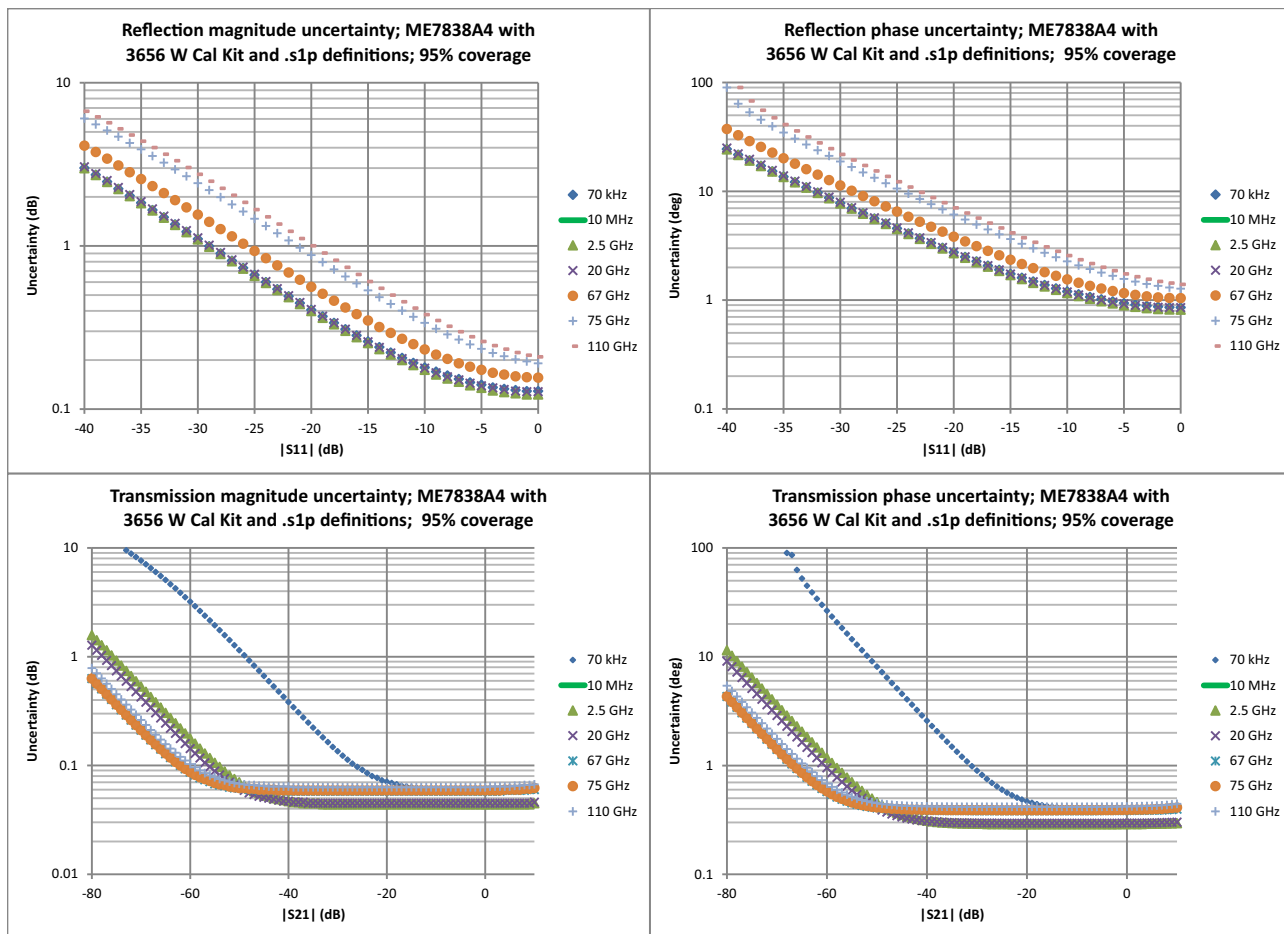 Reflection magnitude uncertainty; ME7838A4 with
3656 W Cal Kit and .s1p definitions; 95% coverage
Uncertainty (dB)
10
1
0.1
-40 -35 -30 -25 -20 -15 -10 -5 0
|S11| (dB)
70 kHz
10 MHz
2.5 GHz
20 GHz
67 GHz
75 GHz
110 GHz
Reflection phase uncertainty; ME7838A4 with
3656 W Cal Kit and .s1p definitions; 95% coverage
Uncertainty (deg)
100
10
1
0.1
-40 -35 -30 -25 -20 -15 -10 -5 0
|S11| (dB)
70 kHz
10 MHz
2.5 GHz
20 GHz
67 GHz
75 GHz
110 GHz
Transmission magnitude uncertainty; ME7838A4 with
3656 W Cal Kit and .s1p definitions; 95% coverage
Uncertainty (dB)
10
1
0.1
0.01
-80 -60 -40 -20 0
|S21| (dB)
70 kHz
10 MHz
2.5 GHz
20 GHz
67 GHz
75 GHz
110 GHz
Transmission phase uncertainty; ME7838A4 with
3656 W Cal Kit and .s1p definitions; 95% coverage
Uncertainty (deg)
100
10
1
0.1
-80 -60 -40 -20 0
|S21| (dB)
70 kHz
10 MHz
2.5 GHz
20 GHz
67 GHz
75 GHz
110 GHz